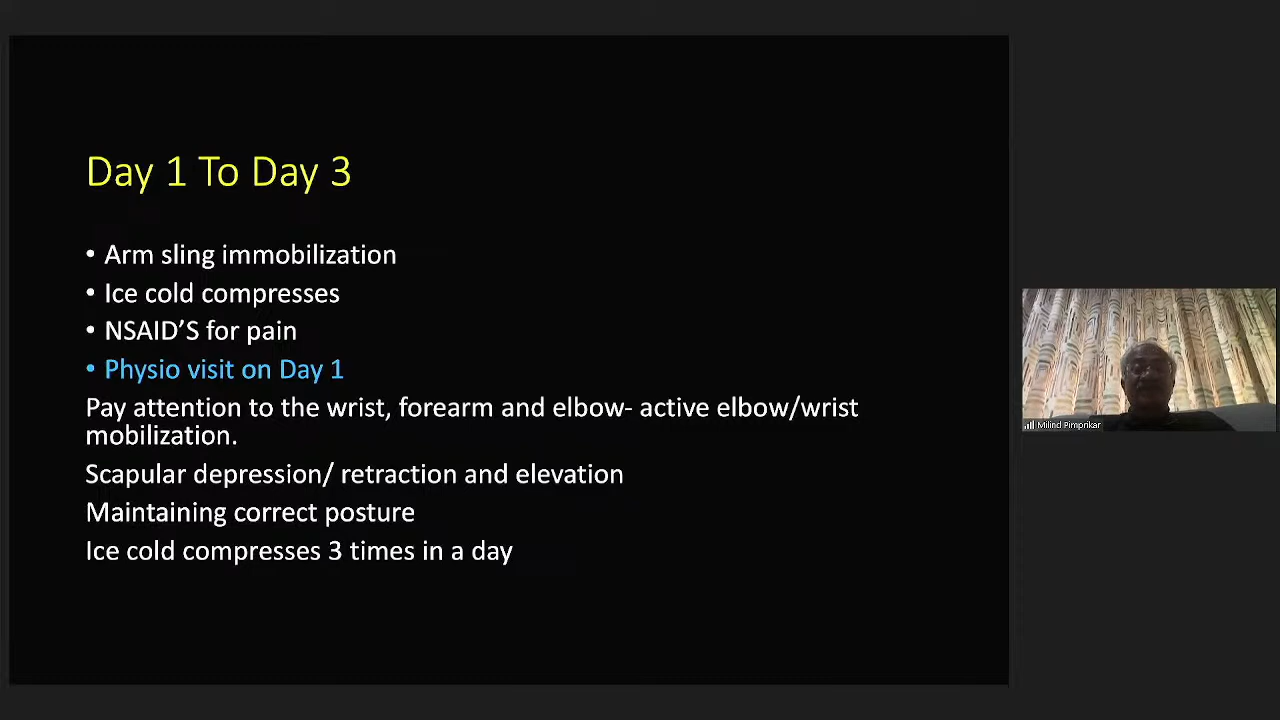 Day 1 To Day 3
• Arm sling immobilization
• Ice cold compresses
• NSAID’S for pain
• Physio visit on Day 1
Pay attention to the wrist, forearm and elbow- active elbow/wrist
mobilization.
Scapular depression/ retraction and elevation
Maintaining correct posture
Ice cold compresses 3 times in a day
Milind Pimprikar